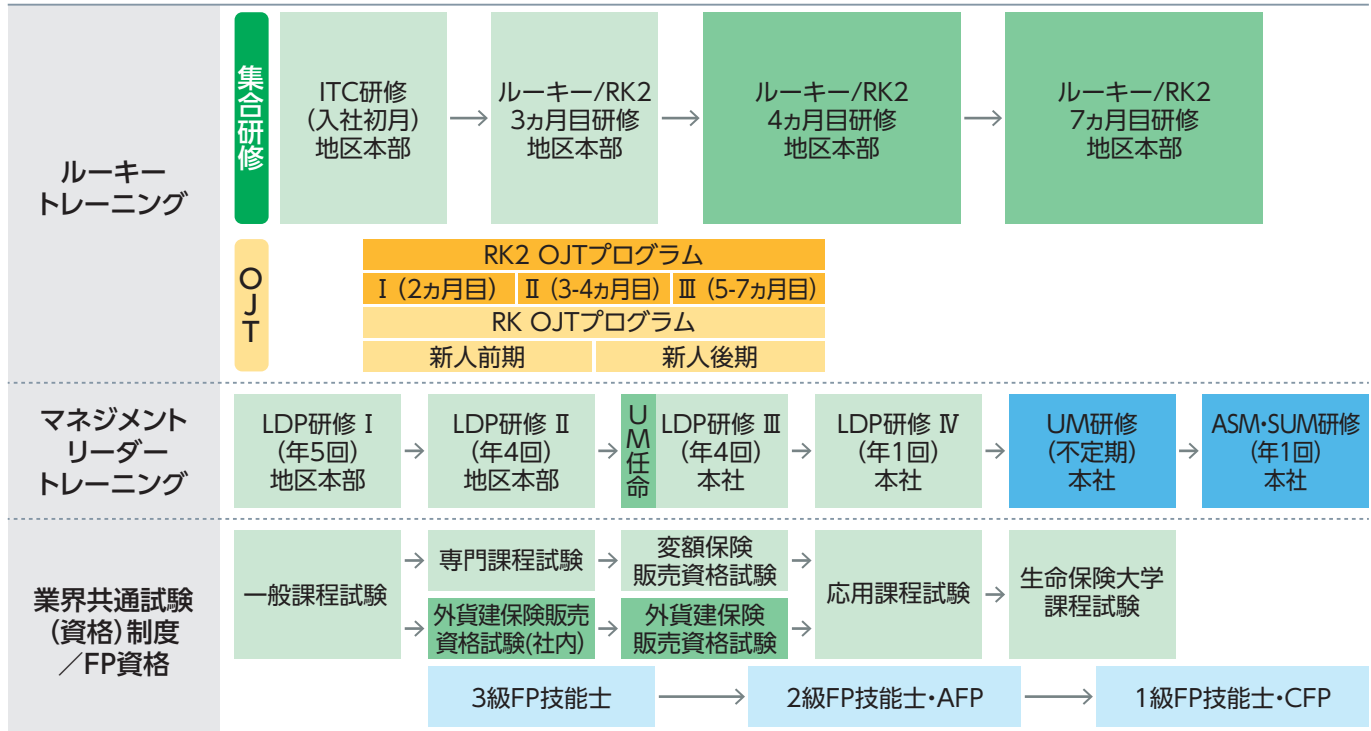 ルーキー
トレーニング
集合研修
ITC研修
(入社初月)
地区本部
ルーキー/RK2
3ヵ月目研修
地区本部
ルーキー/RK2
4ヵ月目研修
地区本部
ルーキー/RK2
7ヵ月目研修
地区本部
OJT
RK2 OJTプログラム
Ⅰ (2ヵ月目)
Ⅱ (3-4ヵ月目)
Ⅲ (5-7ヵ月目)
RK OJTプログラム
新人前期
新人後期
マネジメント
リーダー
トレーニング
LDP研修 Ⅰ
(年5回)
地区本部
LDP研修 Ⅱ
(年4回)
地区本部
UM任命
LDP研修 Ⅲ
(年4回)
本社
LDP研修 Ⅳ
(年1回)
本社
UM研修
(不定期)
本社
ASM・SUM研修
(年1回)
本社
業界共通試験
(資格)制度
／FP資格
一般課程試験
専門課程試験
変額保険
販売資格試験
外貨建保険販売
資格試験(社内)
外貨建保険
販売資格試験
応用課程試験
生命保険大学
課程試験
3級FP技能士
2級FP技能士・AFP
1級FP技能士・CFP